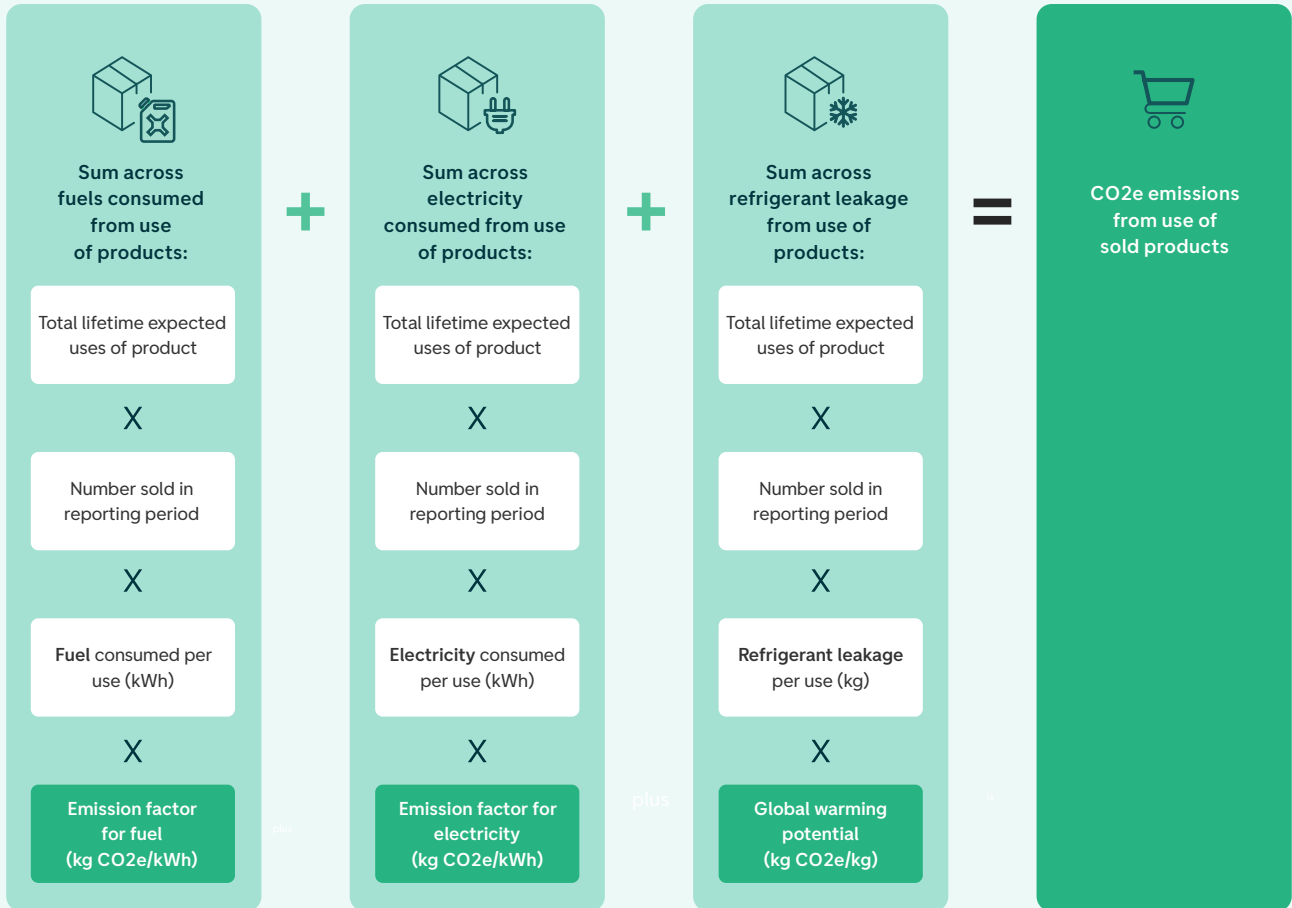 Sum across
fuels consumed
from use
of products:
Total lifetime expected
uses of product
X
Number sold in
reporting period
X
Fuel consumed per
use (kWh)
X
Emission factor
for fuel
(kg CO2e/kWh)
+
plus
Sum across
electricity
consumed from use
of products:
Total lifetime expected
uses of product
X
Number sold in
reporting period
X
Electricity consumed
per use (kWh)
X
Emission factor for
electricity
(kg CO2e/kWh)
+
plus
Sum across
refrigerant leakage
from use of
products:
Total lifetime expected
uses of product
X
Number sold in
reporting period
X
Refrigerant leakage
per use (kg)
X
Global warming
potential
(kg CO2e/kg)
=
CO2e emissions
from use of
sold products